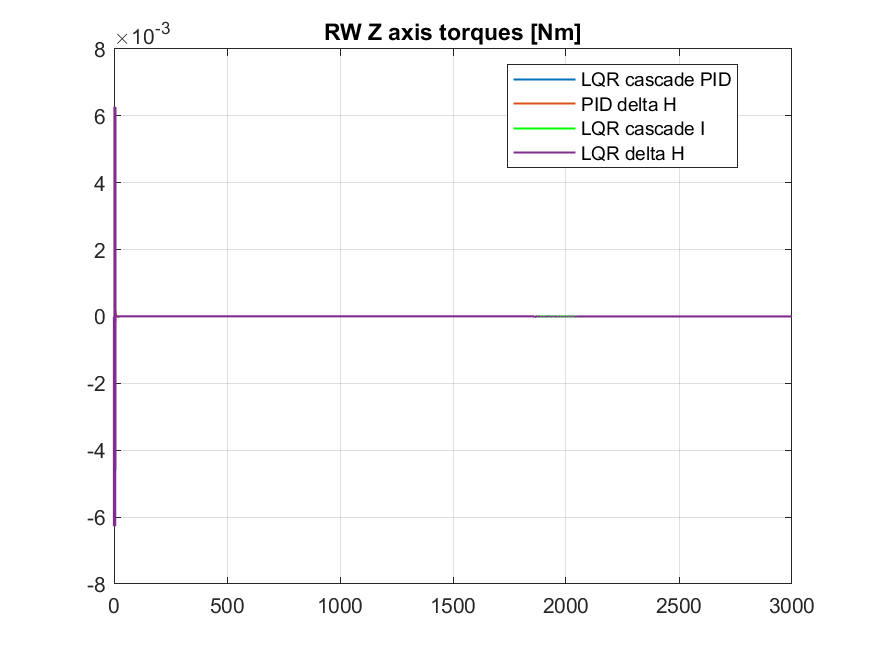 RW Z axis torques [Nm]
×10-3
8
6
4
2
0
-2
-4
-6
-8
0 500 1000 1500 2000 2500 3000
LQR cascade PID
PID delta H
LQR cascade I
LQR delta H